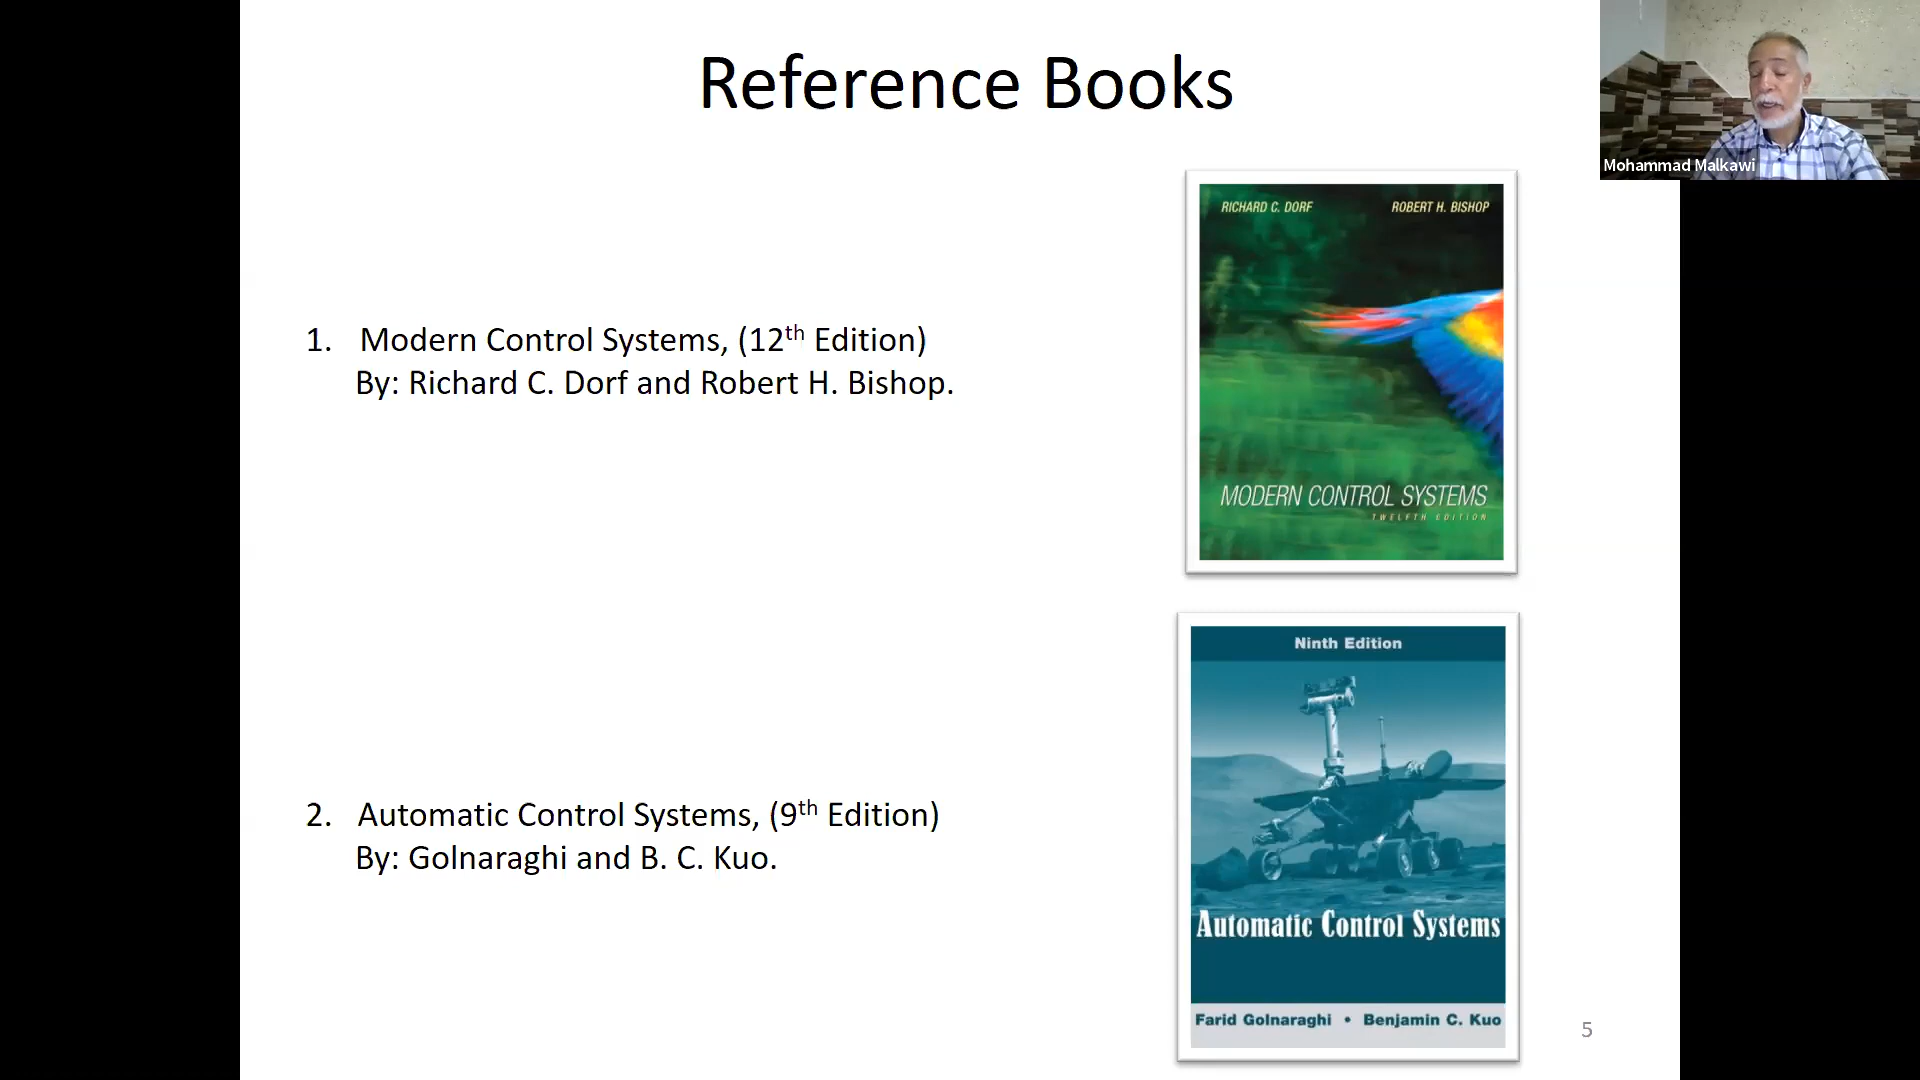 Reference Books
Mohammad Malkawi
RICHARD C. DORF ROBERT H. BISHOP
1. Modern Control Systems, (12th Edition)
By: Richard C. Dorf and Robert H. Bishop.
MODERN CONTROL SYSTEMS
TWELFTH EDITION
Ninth Edition
2. Automatic Control Systems, (9th Edition)
By: Golnaraghi and B. C. Kuo.
Automatic Control Systems
Farid Golnaraghi • Benjamin C. Kuo
5